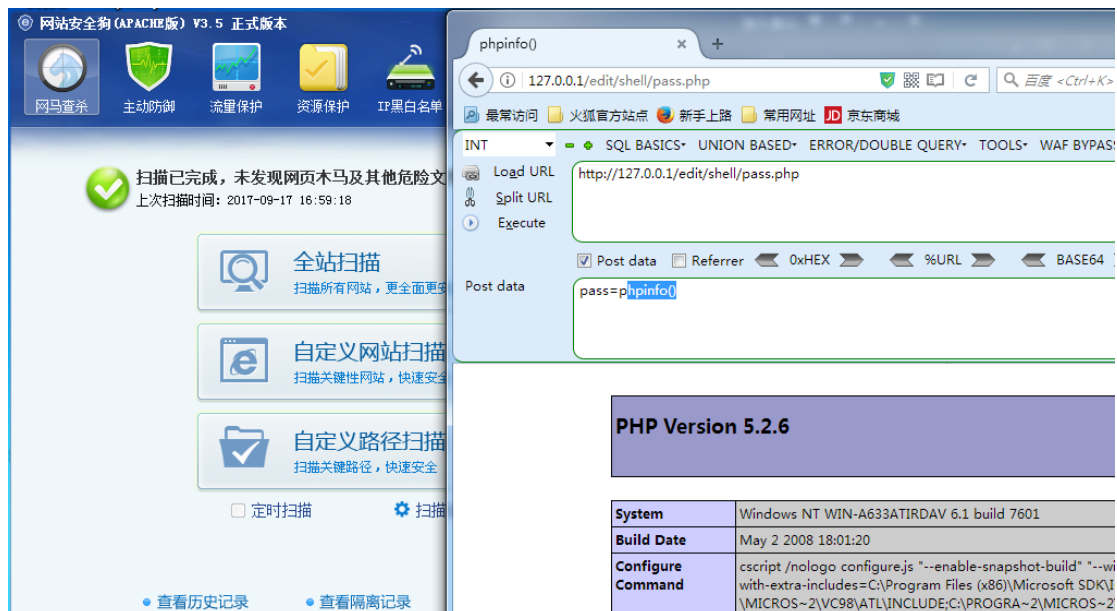 网站安全狗(APACHE版) V3.5 正式版本
网马查杀
主动防御
流量保护
资源保护
IP黑白名单
扫描已完成，未发现网页木马及其他危险文
上次扫描时间：2017-09-17 16:59:18
全站扫描
扫描所有网站，更全面更安
自定义网站扫描
扫描关键性网站，快速安全
自定义路径扫描
扫描关键路径，快速安全
定时扫描
扫描
查看历史记录
查看隔离记录
phpinfo()
127.0.0.1/edit/shell/pass.php
百度 <Ctrl+K>
最常访问 火狐官方站点 新手上路 常用网址 JD 京东商城
INT SQL BASICS UNION BASED ERROR/DOUBLE QUERY TOOLS WAF BYPASS
Load URL
http://127.0.0.1/edit/shell/pass.php
Split URL
Execute
Post data Referrer 0xHEX %URL BASE64
Post data
pass=phpinfo()
PHP Version 5.2.6
System Windows NT WIN-A633ATIRDAV 6.1 build 7601
Build Date May 2 2008 18:01:20
Configure Command cscript /nologo configure.js "--enable-snapshot-build" "--wi
with-extra-includes=C:\Program Files (x86)\Microsoft SDK\I
\MICROS~2\VC98\ATL\INCLUDE;C:\PROGRA~2\MICROS~2\